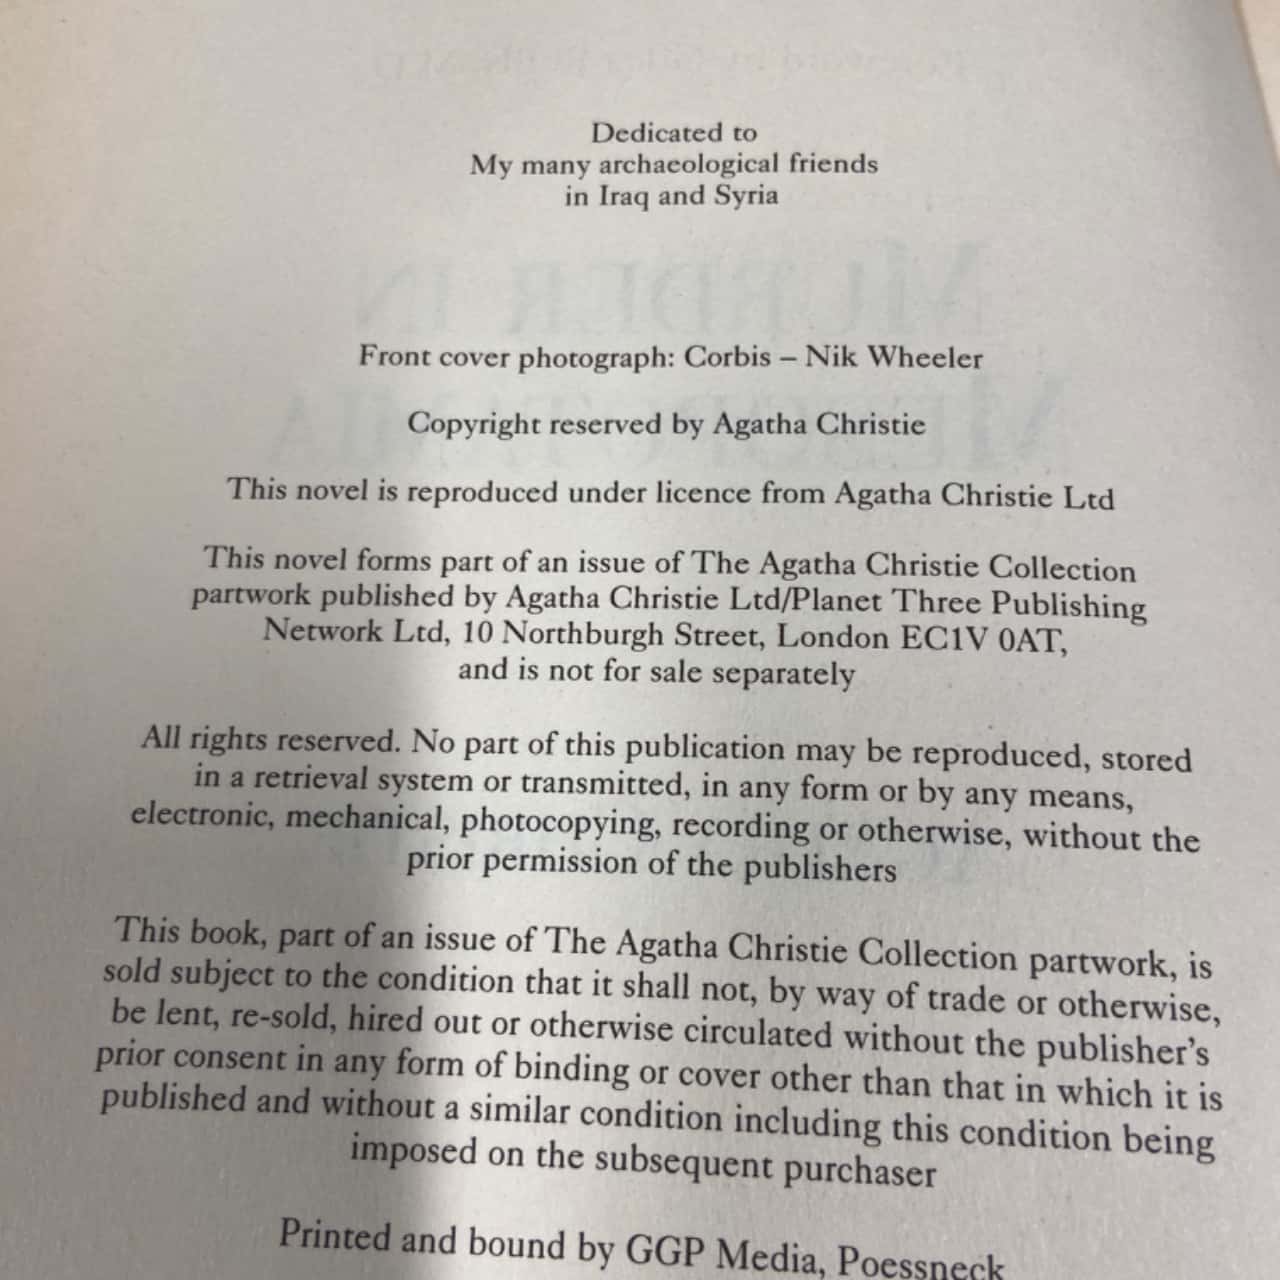 Dedicated to
My many archaeological friends
in Iraq and Syria
MURDER IN
MESOPOTAMIA
Front cover photograph: Corbis – Nik Wheeler
Copyright reserved by Agatha Christie
This novel is reproduced under licence from Agatha Christie Ltd
This novel forms part of an issue of The Agatha Christie Collection
partwork published by Agatha Christie Ltd/Planet Three Publishing
Network Ltd, 10 Northburgh Street, London EC1V 0AT,
and is not for sale separately
All rights reserved. No part of this publication may be reproduced, stored
in a retrieval system or transmitted, in any form or by any means,
electronic, mechanical, photocopying, recording or otherwise, without the
prior permission of the publishers
This book, part of an issue of The Agatha Christie Collection partwork, is
sold subject to the condition that it shall not, by way of trade or otherwise,
be lent, re-sold, hired out or otherwise circulated without the publisher's
prior consent in any form of binding or cover other than that in which it is
published and without a similar condition including this condition being
imposed on the subsequent purchaser
Printed and bound by GGP Media, Poessneck